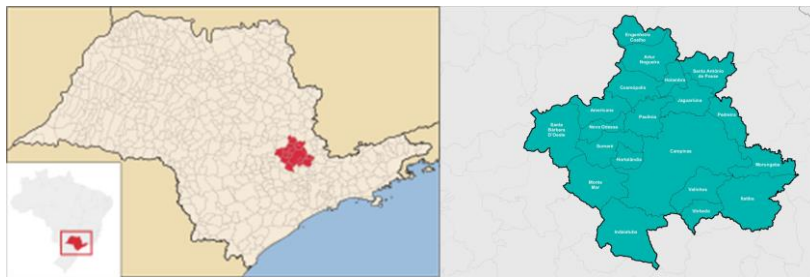 Engenheiro
Coelho
Artur
Nogueira
Holambra
Santo Antônio
de Posse
Cosmópolis
Jaguariúna
Americana
Paulínia
Pedreira
Santa
Bárbara
D'Oeste
Nova Odessa
Sumaré
Campinas
Hortolândia
Morungaba
Monte
Mor
Valinhos
Itatiba
Vinhedo
Indaiatuba